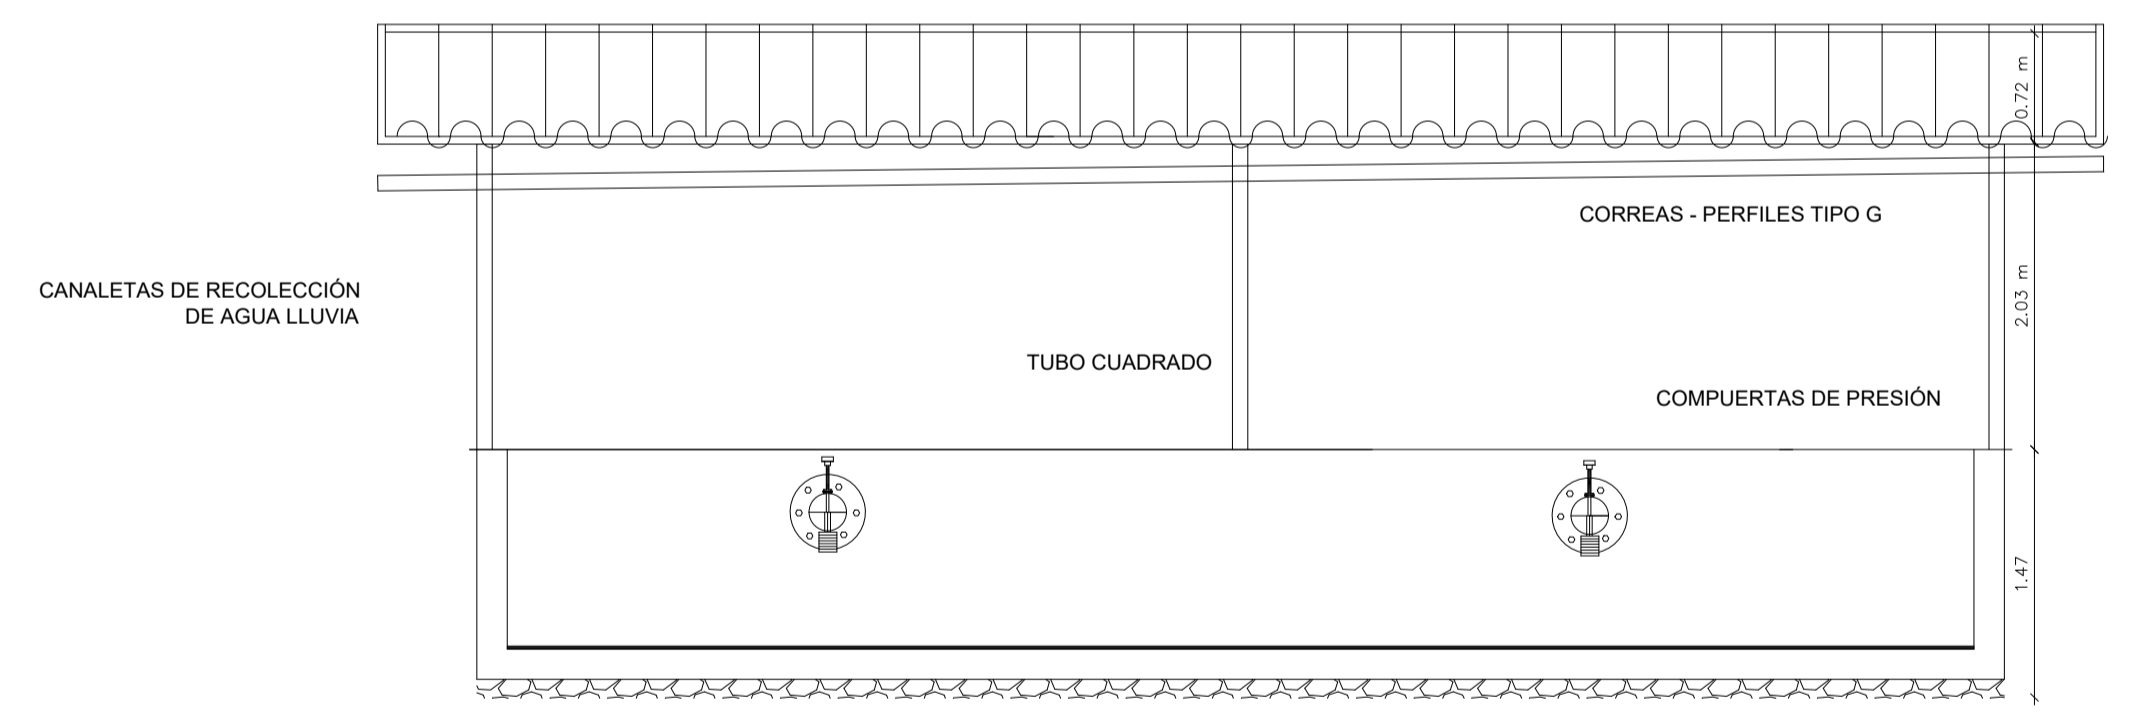 0.72 m
CORREAS - PERFILES TIPO G
CANALETAS DE RECOLECCIÓN
DE AGUA LLUVIA
2.03 m
TUBO CUADRADO
COMPUERTAS DE PRESIÓN
1.47